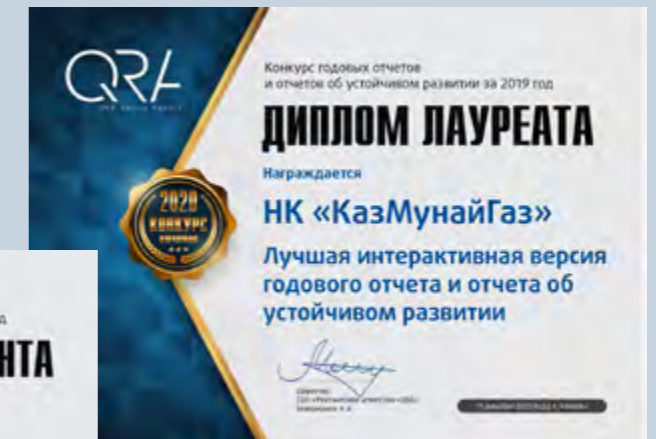 QRA
Конкурс годовых отчетов
и отчетов об устойчивом развитии за 2019 год
ДИПЛОМ ЛАУРЕАТА
Награждается
НК «КазМунайГаз»
2020
КОНКУРС
Лучшая интерактивная версия
годового отчета и отчета об
устойчивом развитии
НТА